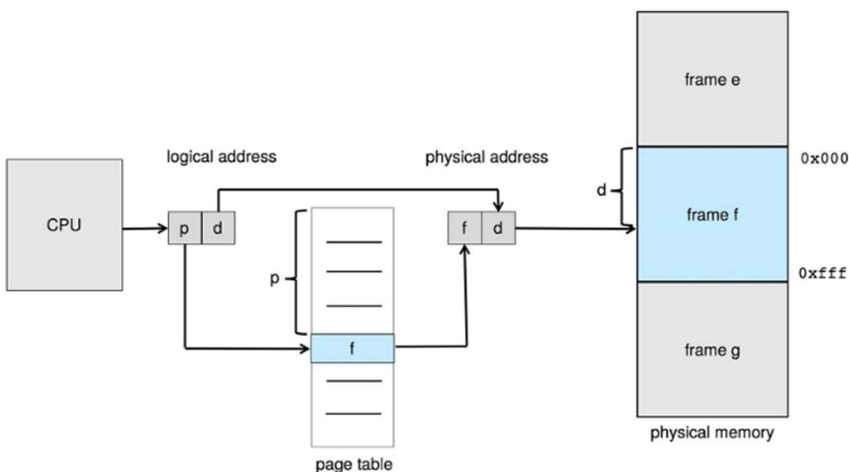 CPU
logical address
p d
p
f
page table
physical address
f d
d
frame e
0x000
frame f
0xfff
frame g
physical memory